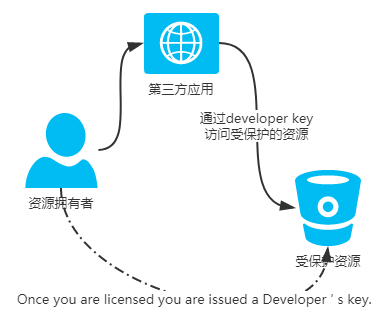 第三方应用
通过developer key
访问受保护的资源
资源拥有者
受保护资源
Once you are licensed you are issued a Developer ' s key.